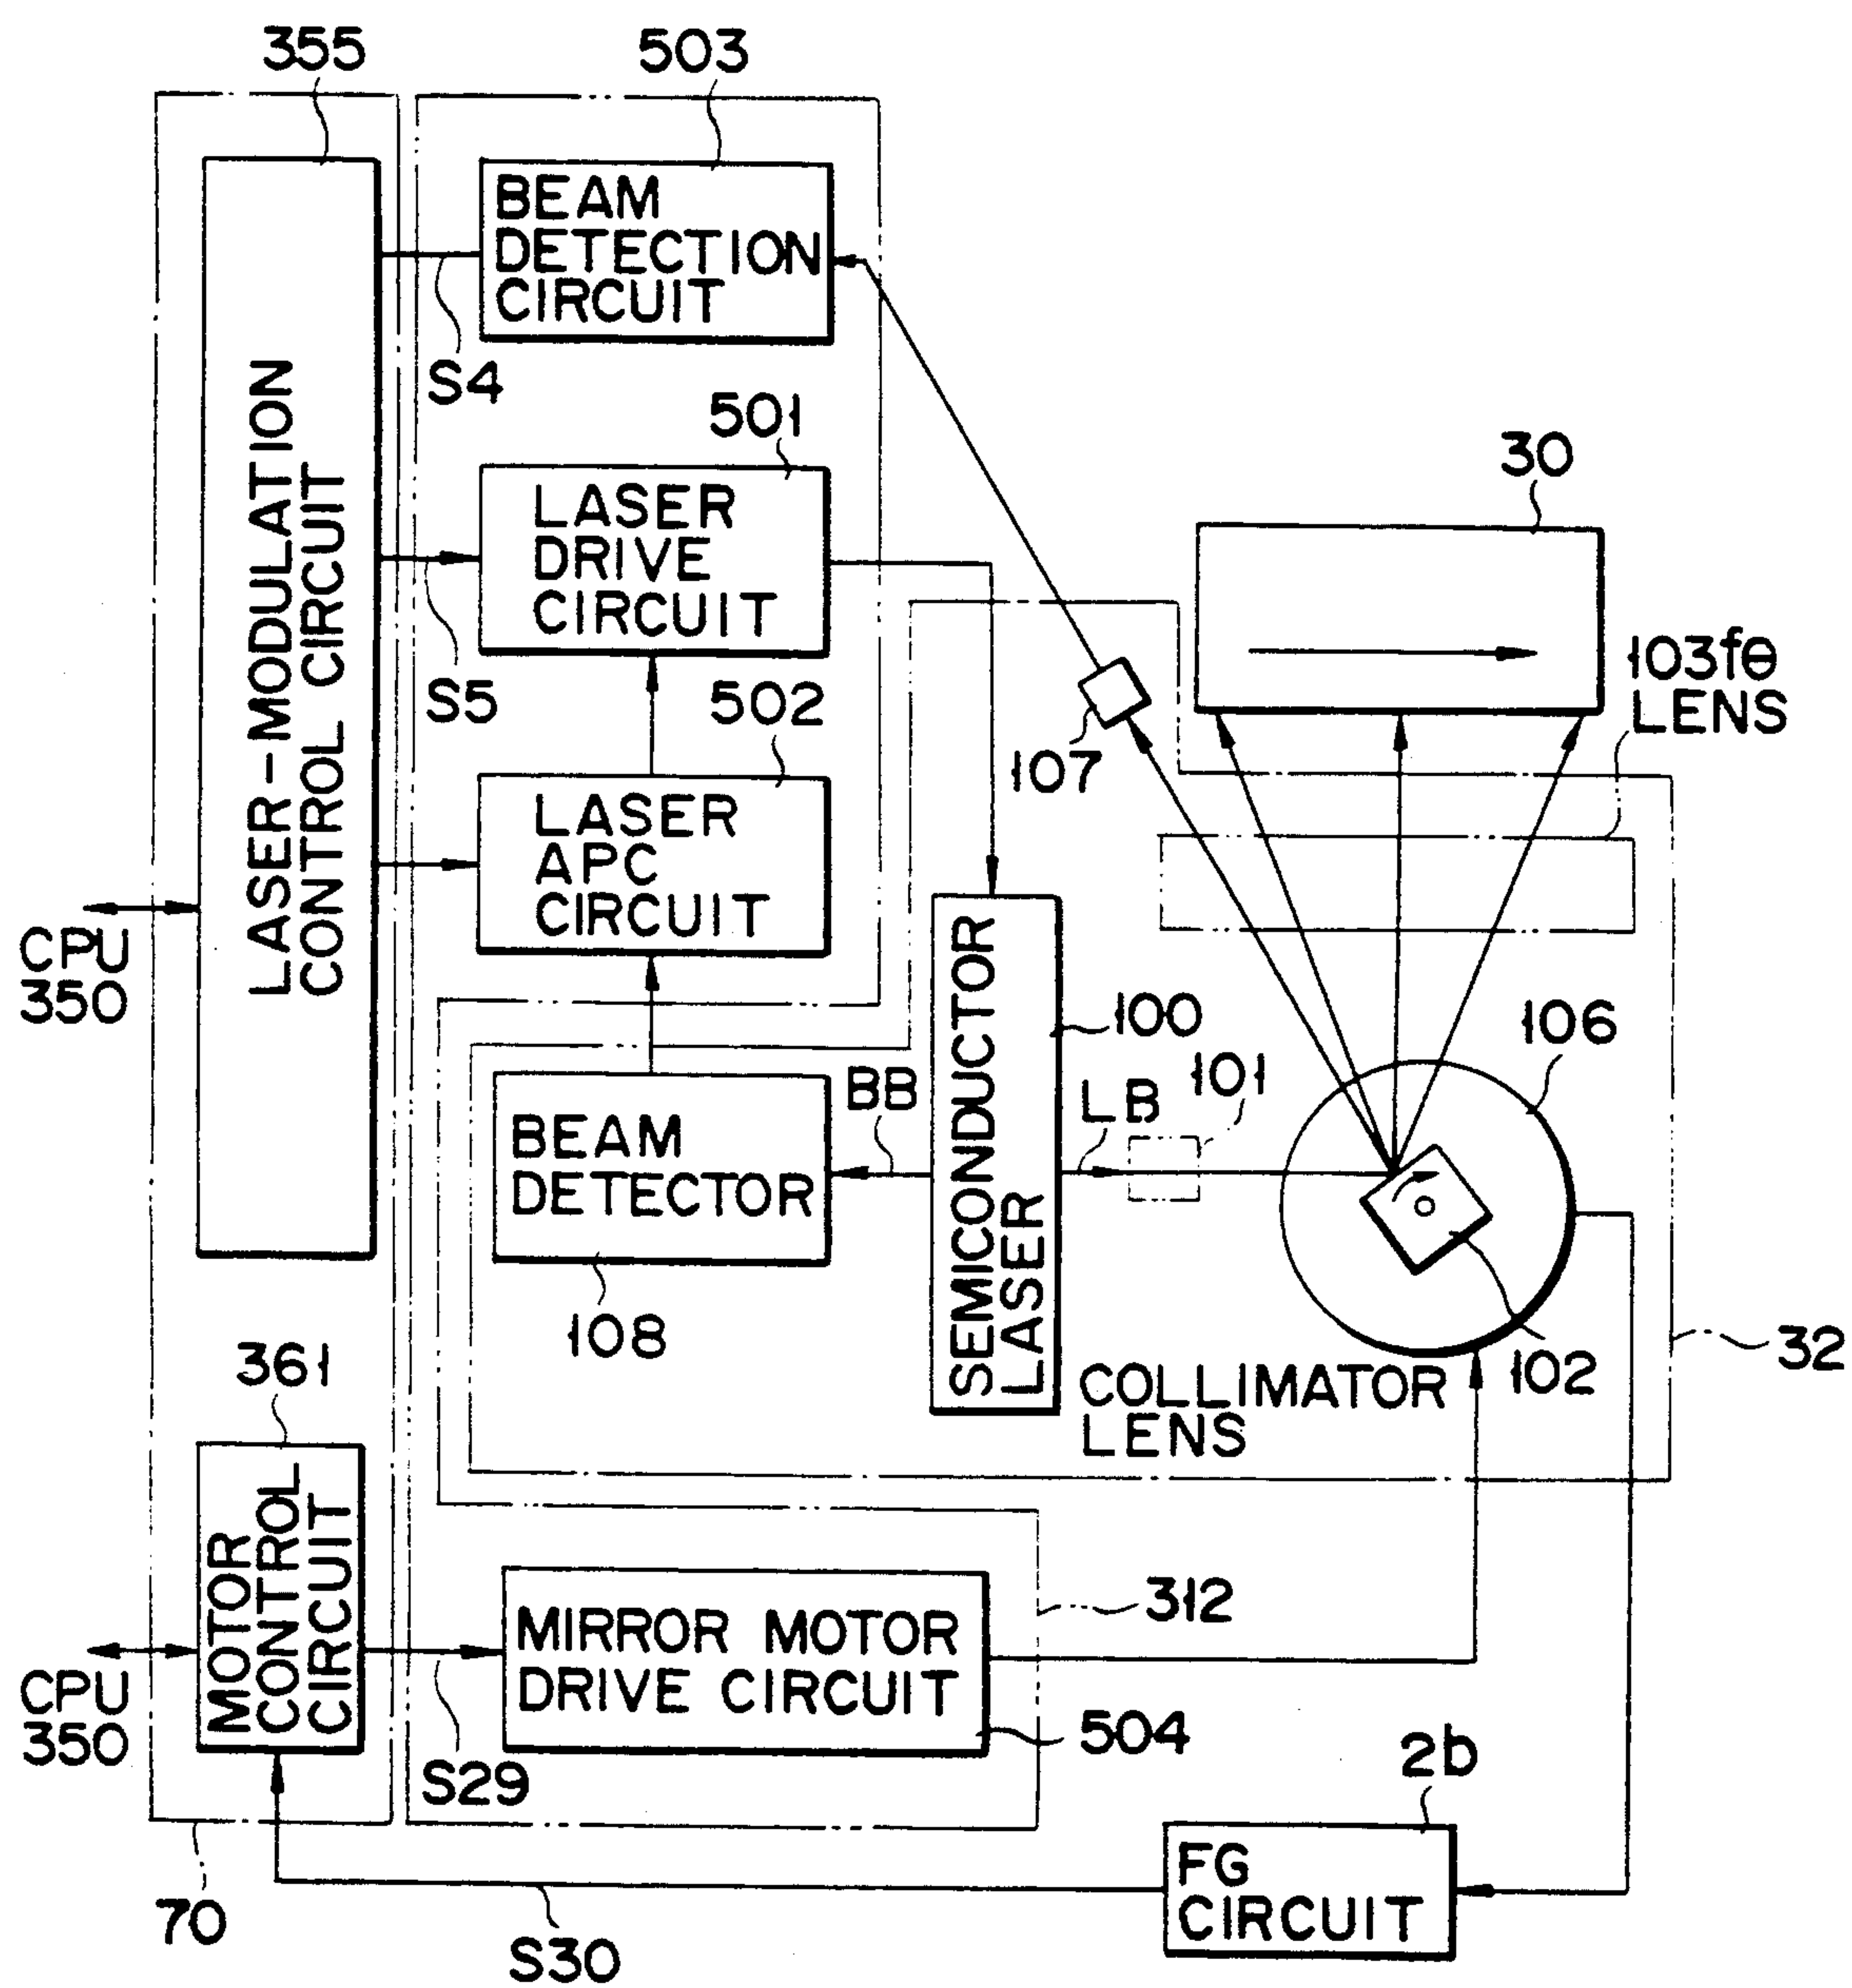 355
503
BEAM
DETECTION
CIRCUIT
S4
501
LASER
DRIVE
CIRCUIT
S5
502
LASER
APC
CIRCUIT
LASER-MODULATION
CONTROL CIRCUIT
CPU
350
30
103fθ
LENS
107
SEMICONDUCTOR
LASER
100
101
LB
BB
106
BEAM
DETECTOR
108
102
32
COLLIMATOR
LENS
361
MOTOR
CONTROL
CIRCUIT
CPU
350
S29
MIRROR MOTOR
DRIVE CIRCUIT
312
504
2b
FG
CIRCUIT
70
S30